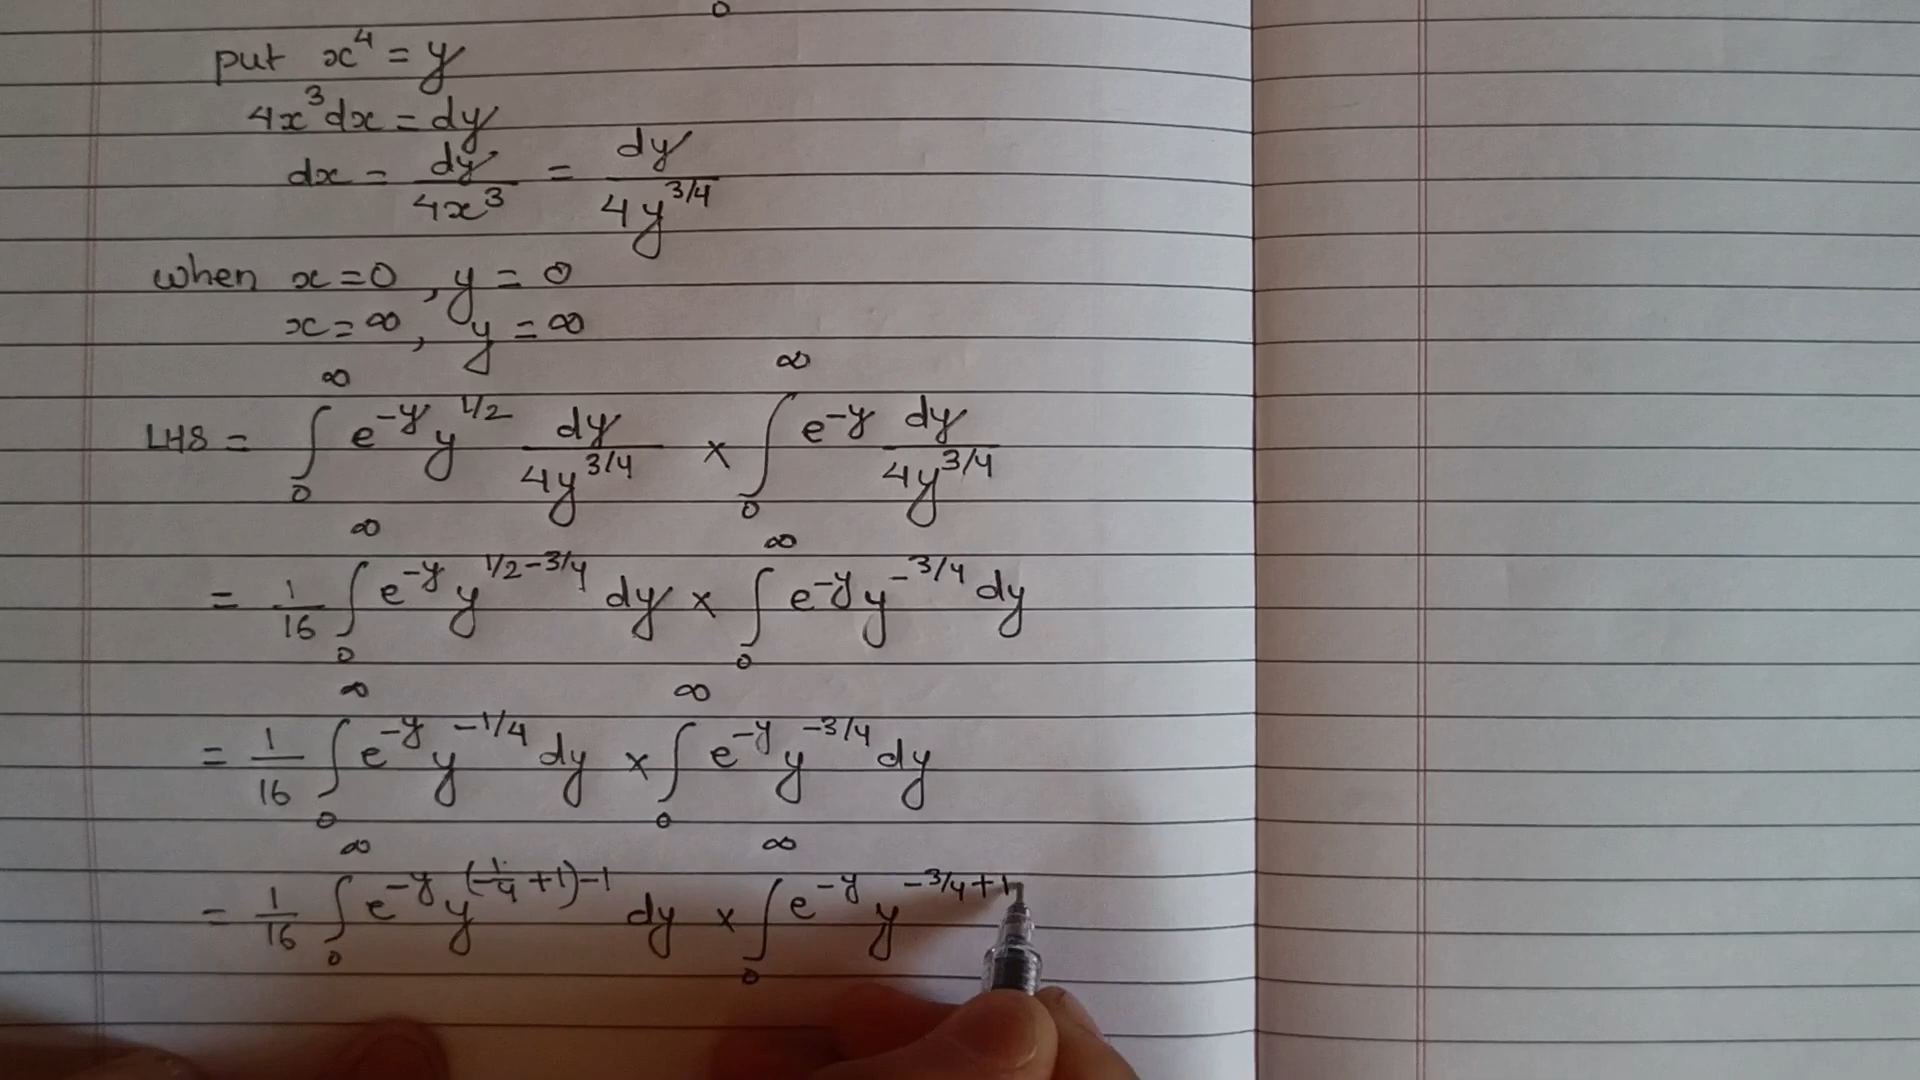 0
put x⁴ = y
4x³dx = dy
dx = dy/4x³ = dy/4y^3/4
when x = 0, y = 0
x = ∞, y = ∞
LHS = ∫₀^∞ e^-y y^1/2 dy/4y^3/4 × ∫₀^∞ e^-y dy/4y^3/4
= 1/16 ∫₀^∞ e^-y y^1/2-3/4 dy × ∫₀^∞ e^-y y^-3/4 dy
= 1/16 ∫₀^∞ e^-y y^-1/4 dy × ∫₀^∞ e^-y y^-3/4 dy
= 1/16 ∫₀^∞ e^-y y^(-1/4+1)-1 dy × ∫₀^∞ e^-y y^-3/4+1